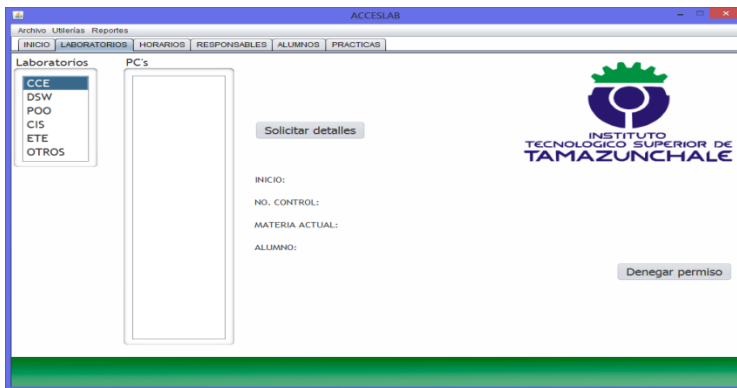 ACCESLAB
Archivo Utilerías Reportes
INICIO LABORATORIOS HORARIOS RESPONSABLES ALUMNOS PRACTICAS
Laboratorios PC's
CCE
DSW
POO
CIS
ETE
OTROS
Solicitar detalles
INSTITUTO
TECNOLOGICO SUPERIOR DE
TAMAZUNCHALE
INICIO:
NO. CONTROL:
MATERIA ACTUAL:
ALUMNO:
Denegar permiso